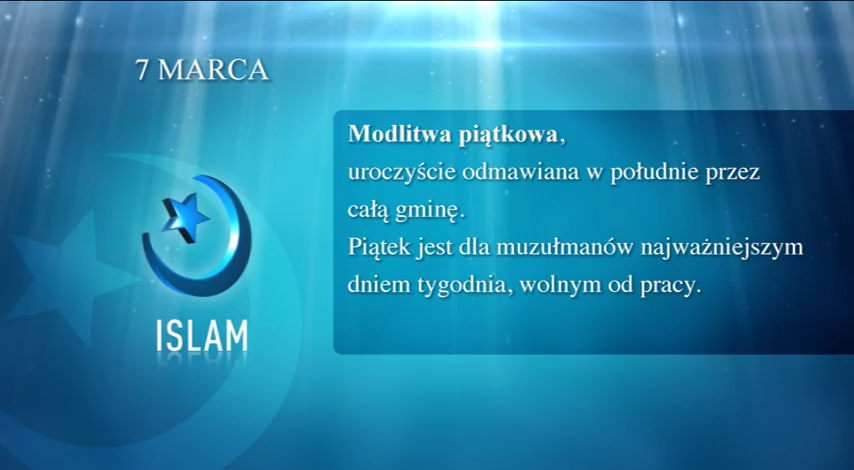 7 MARCA
Modlitwa piątkowa,
uroczyście odmawiana w południe przez
całą gminę.
Piątek jest dla muzułmanów najważniejszym
dniem tygodnia, wolnym od pracy.
ISLAM